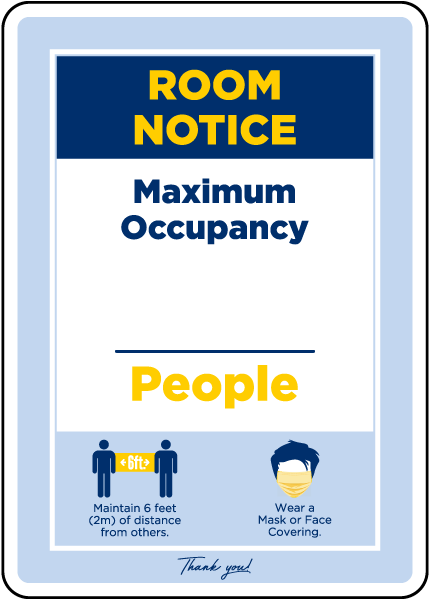 ROOM
NOTICE
Maximum
Occupancy
People
6ft.
Maintain 6 feet
(2m) of distance
from others.
Wear a
Mask or Face
Covering.
Thank you!